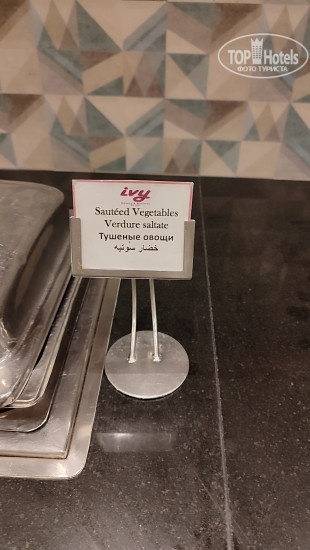 TOP Hotels
ФОТО ТУРИСТА
ivy
Sautéed Vegetables
Verdure saltate
Тушеные овощи
خضار سوتيه